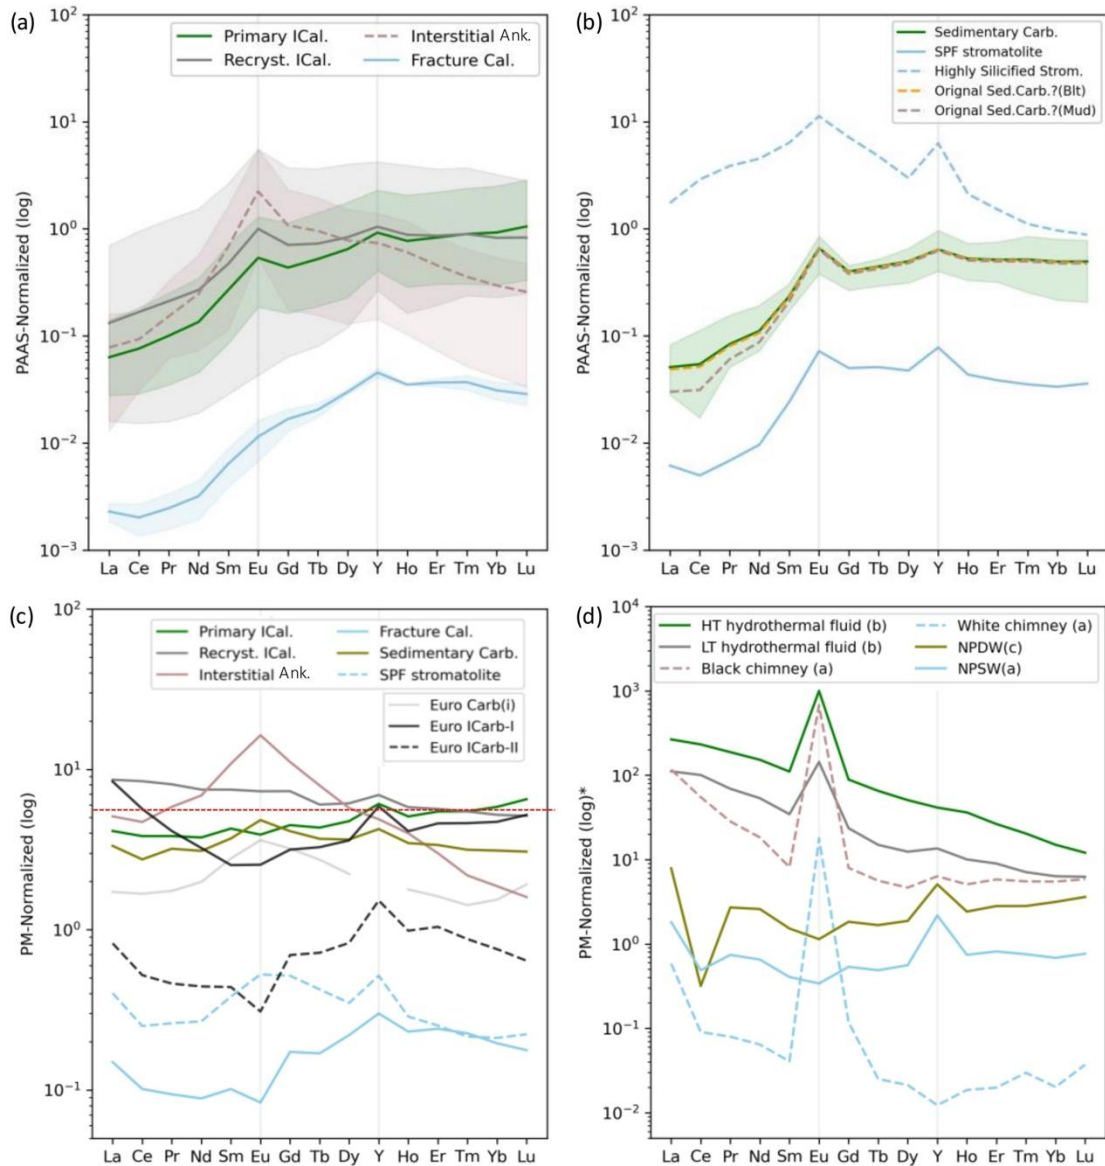 (a)
Primary ICal.
Recryst. ICal.
Interstitial Ank.
Fracture Cal.
PAAS-Normalized (log)
10² 10¹ 10⁰ 10⁻¹ 10⁻² 10⁻³
La Ce Pr Nd Sm Eu Gd Tb Dy Y Ho Er Tm Yb Lu
(b)
Sedimentary Carb.
SPF stromatolite
Highly Silicified Strom.
Orignal Sed.Carb.?(Blt)
Orignal Sed.Carb.?(Mud)
PAAS-Normalized (log)
10² 10¹ 10⁰ 10⁻¹ 10⁻² 10⁻³
La Ce Pr Nd Sm Eu Gd Tb Dy Y Ho Er Tm Yb Lu
(c)
Primary ICal.
Recryst. ICal.
Interstitial Ank.
Fracture Cal.
Sedimentary Carb.
SPF stromatolite
Euro Carb(i)
Euro ICarb-I
Euro ICarb-II
PM-Normalized (log)
10² 10¹ 10⁰ 10⁻¹
La Ce Pr Nd Sm Eu Gd Tb Dy Y Ho Er Tm Yb Lu
(d)
HT hydrothermal fluid (b)
LT hydrothermal fluid (b)
Black chimney (a)
White chimney (a)
NPDW(c)
NPSW(a)
PM-Normalized (log)*
10⁴ 10³ 10² 10¹ 10⁰ 10⁻¹ 10⁻²
La Ce Pr Nd Sm Eu Gd Tb Dy Y Ho Er Tm Yb Lu